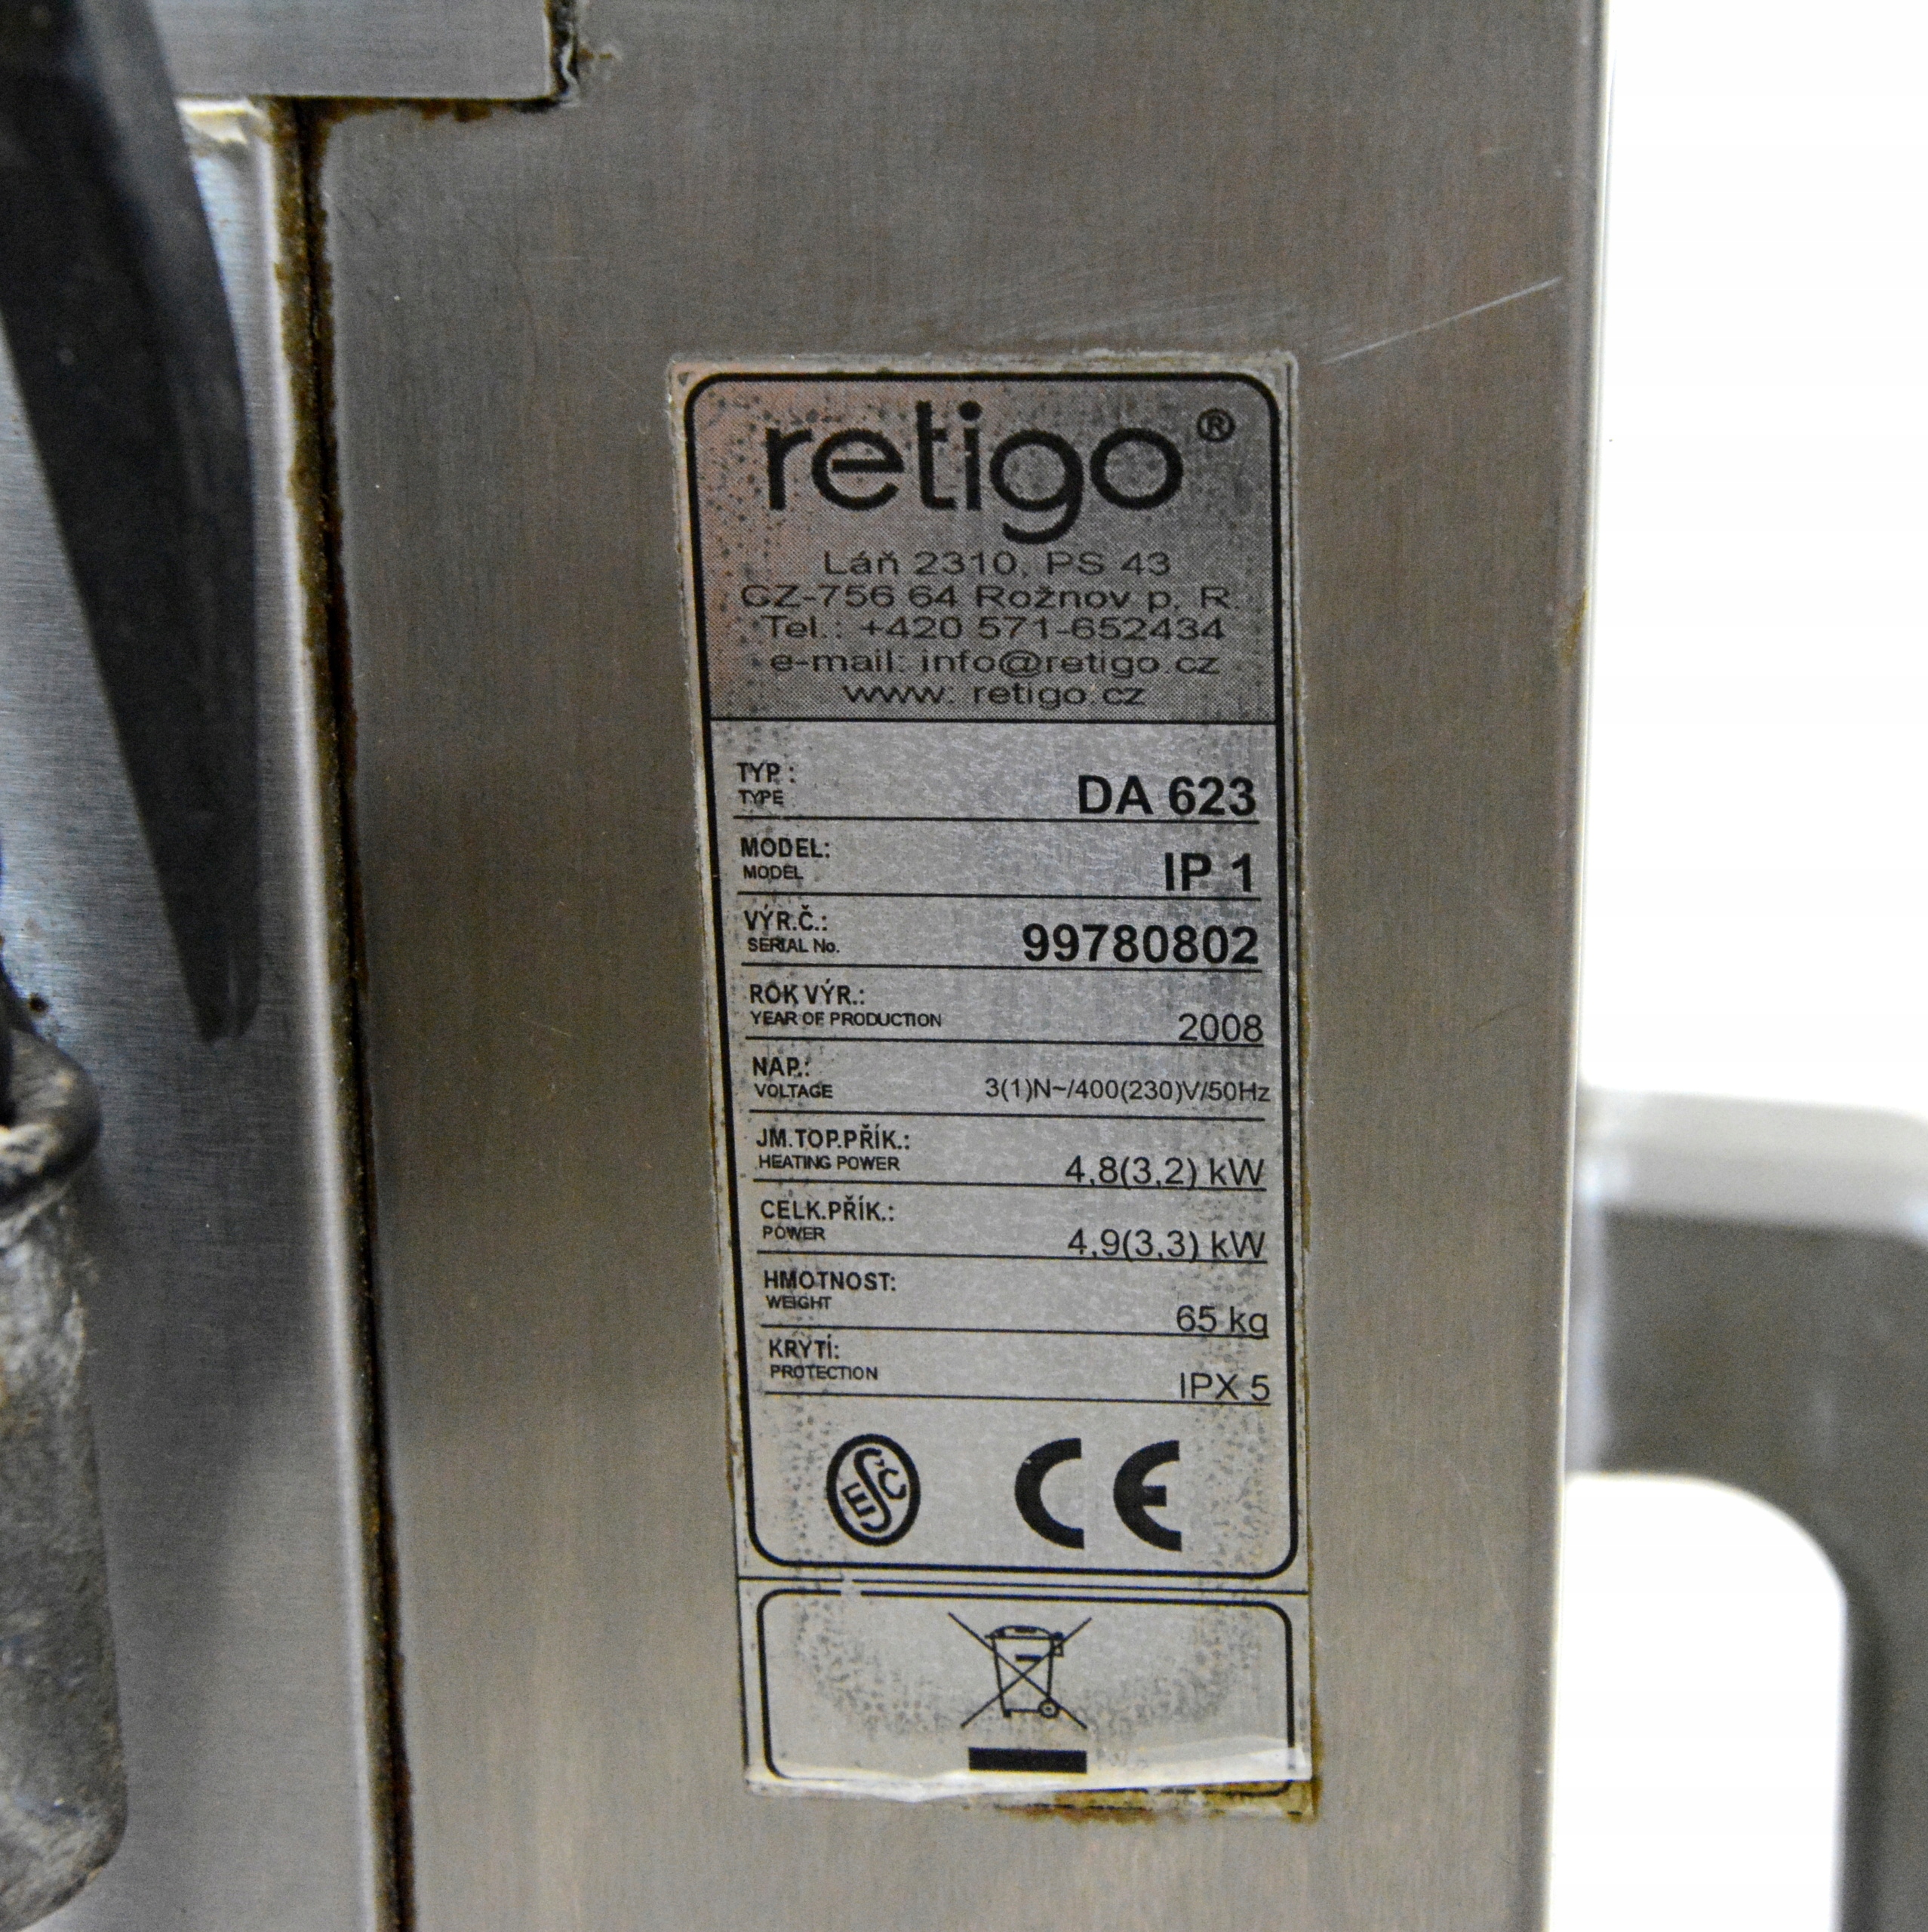 retigo®
Láň 2310, PS 43
CZ-756 64 Rožnov p. R.
Tel.: +420 571-652434
e-mail: info@retigo.cz
www: retigo.cz
TYP : DA 623
TYPE
MODEL: IP 1
MODEL
VÝR.Č.: 99780802
SERIAL No.
ROK VÝR.: 2008
YEAR OF PRODUCTION
NAP.: 3(1)N~/400(230)V/50Hz
VOLTAGE
JM.TOP.PŘÍK.: 4,8(3,2) kW
HEATING POWER
CELK.PŘÍK.: 4,9(3,3) kW
POWER
HMOTNOST: 65 kg
WEIGHT
KRYTÍ: IPX 5
PROTECTION
ESČ CE